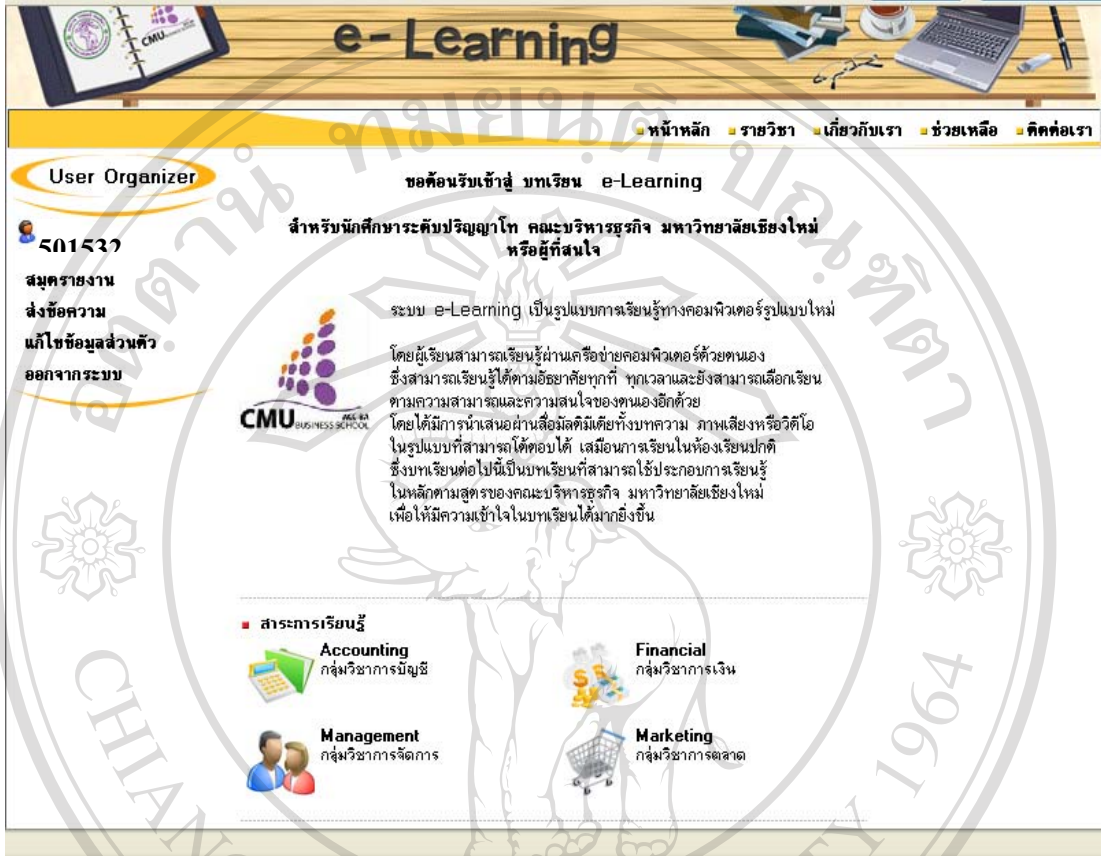 e-Learning
CMU
หน้าหลัก รายวิชา เกี่ยวกับเรา ช่วยเหลือ ติดต่อเรา
User Organizer
501532
สมุดรายงาน
ส่งข้อความ
แก้ไขข้อมูลส่วนตัว
ออกจากระบบ
ขอต้อนรับเข้าสู่ บทเรียน e-Learning
สำหรับนักศึกษาระดับปริญญาโท คณะบริหารธุรกิจ มหาวิทยาลัยเชียงใหม่
หรือผู้ที่สนใจ
CMU BUSINESS SCHOOL ACC-BA
ระบบ e-Learning เป็นรูปแบบการเรียนรู้ทางคอมพิวเตอร์รูปแบบใหม่
โดยผู้เรียนสามารถเรียนรู้ผ่านเครือข่ายคอมพิวเตอร์ด้วยตนเอง
ซึ่งสามารถเรียนรู้ได้ตามอัธยาศัยทุกที่ ทุกเวลาและยังสามารถเลือกเรียน
ตามความสามารถและความสนใจของตนเองอีกด้วย
โดยได้มีการนำเสนอผ่านสื่อมัลติมีเดียทั้งบทความ ภาพเสียงหรือวิดีโอ
ในรูปแบบที่สามารถโต้ตอบได้ เสมือนการเรียนในห้องเรียนปกติ
ซึ่งบทเรียนต่อไปนี้เป็นบทเรียนที่สามารถใช้ประกอบการเรียนรู้
ในหลักตามสูตรของคณะบริหารธุรกิจ มหาวิทยาลัยเชียงใหม่
เพื่อให้มีความเข้าใจในบทเรียนได้มากยิ่งขึ้น
สาระการเรียนรู้
Accounting
กลุ่มวิชาการบัญชี
Financial
กลุ่มวิชาการเงิน
Management
กลุ่มวิชาการจัดการ
Marketing
กลุ่มวิชาการตลาด
1964